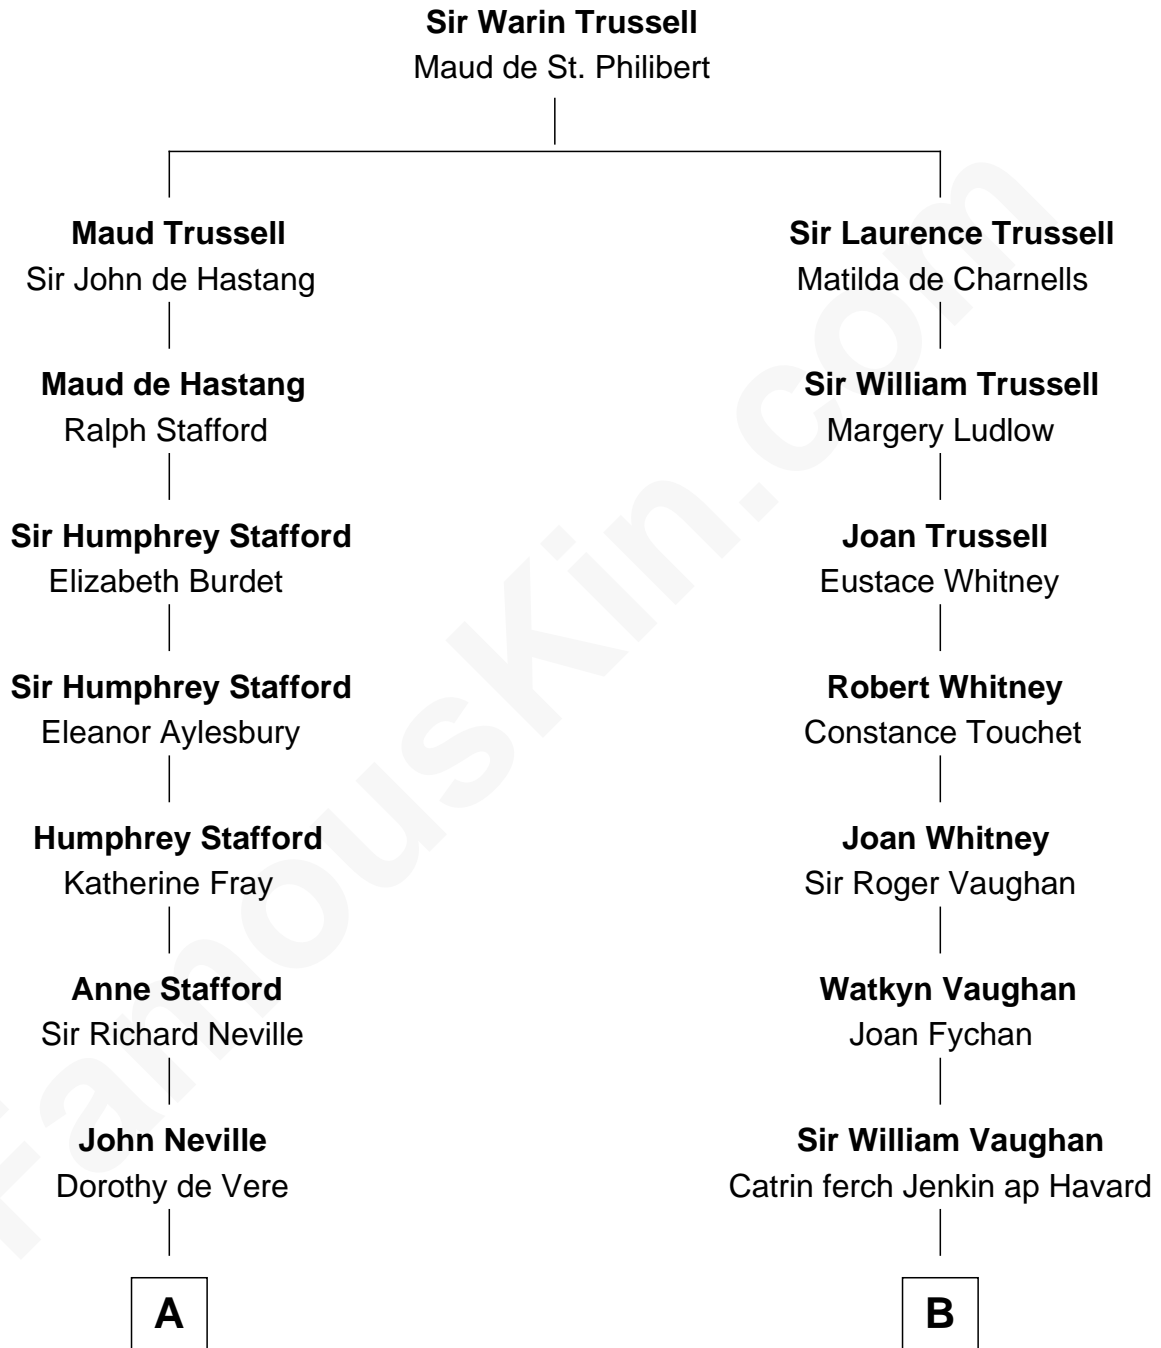 Sir Warin Trussell
Maud de St. Philibert
Maud Trussell
Sir John de Hastang
Sir Laurence Trussell
Matilda de Charnells
Maud de Hastang
Ralph Stafford
Sir William Trussell
Margery Ludlow
Sir Humphrey Stafford
Elizabeth Burdet
Joan Trussell
Eustace Whitney
Sir Humphrey Stafford
Eleanor Aylesbury
Robert Whitney
Constance Touchet
Humphrey Stafford
Katherine Fray
Joan Whitney
Sir Roger Vaughan
Anne Stafford
Sir Richard Neville
Watkyn Vaughan
Joan Fychan
John Neville
Dorothy de Vere
Sir William Vaughan
Catrin ferch Jenkin ap Havard
A
B
FamousKin.com